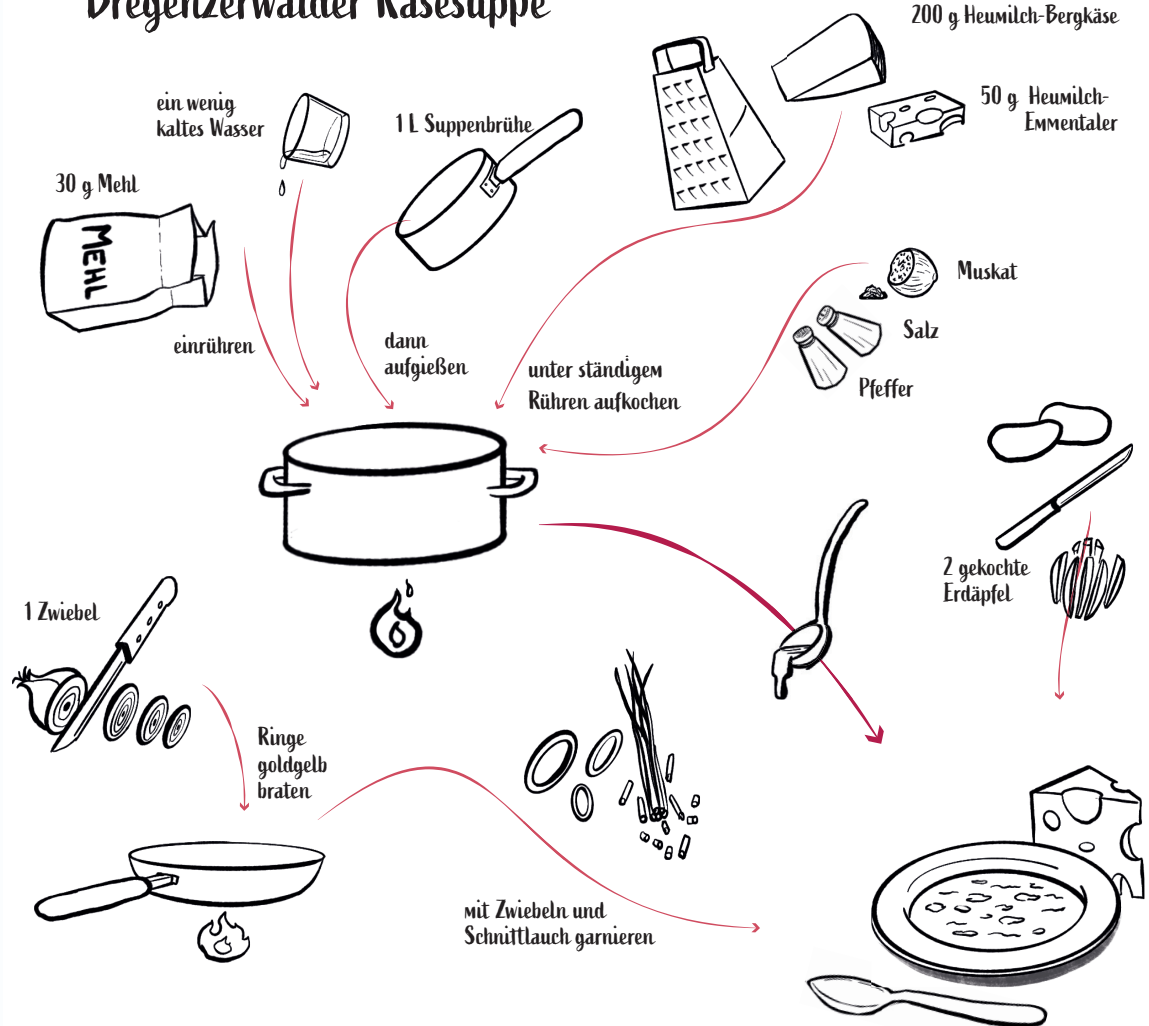 Bregenzerwälder Käsesuppe
200 g Heumilch-Bergkäse
50 g Heumilch-
Emmentaler
ein wenig
kaltes Wasser
1 L Suppenbrühe
30 g Mehl
MEHL
einrühren
dann
aufgießen
unter ständigem
Rühren aufkochen
Muskat
Salz
Pfeffer
2 gekochte
Erdäpfel
1 Zwiebel
Ringe
goldgelb
braten
mit Zwiebeln und
Schnittlauch garnieren